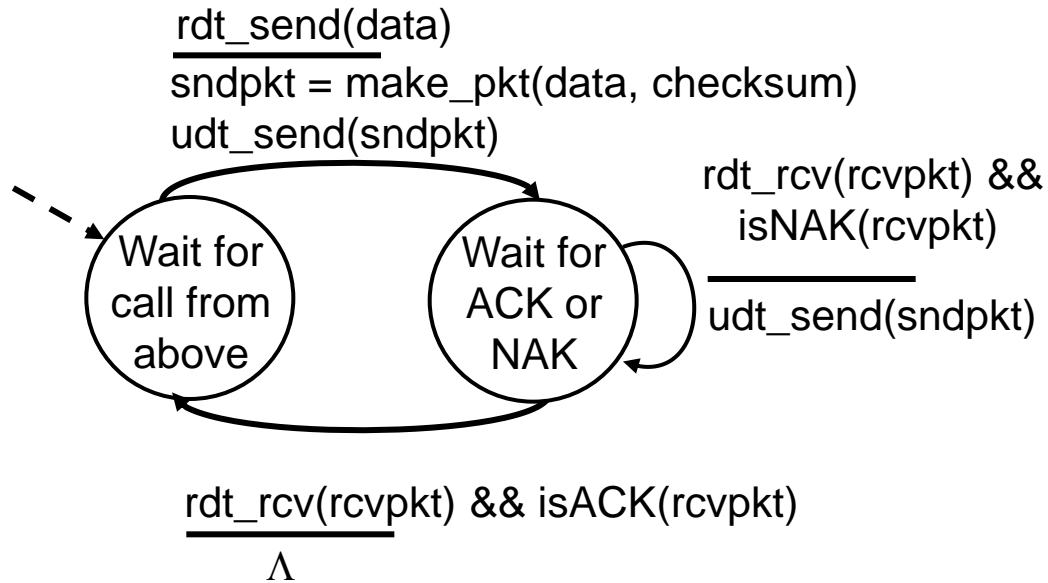 rdt_send(data)
sndpkt = make_pkt(data, checksum)
udt_send(sndpkt)
Wait for
call from
above
Wait for
ACK or
NAK
rdt_rcv(rcvpkt) &&
isNAK(rcvpkt)
udt_send(sndpkt)
rdt_rcv(rcvpkt) && isACK(rcvpkt)
Λ